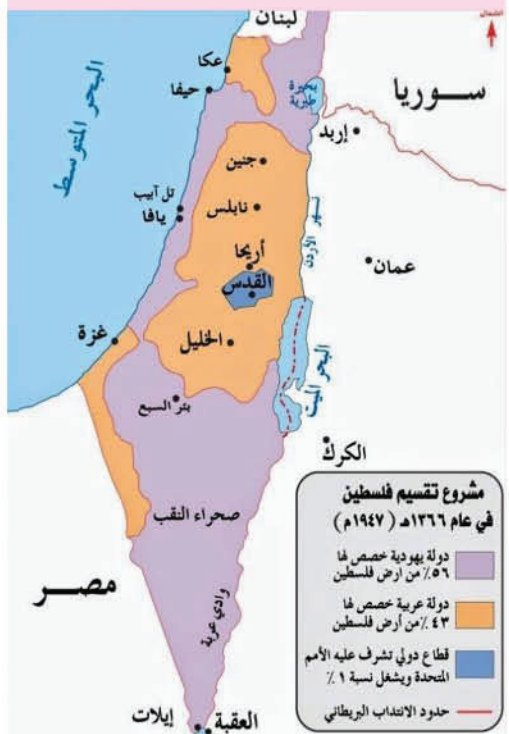 الشمال
لبنان
سوريا
عكا
حيفا
بحيرة
طبرية
إربد
البحر المتوسط
جنين
تل أبيب
نابلس
يافا
نهر الأردن
أريحا
عمان
القدس
غزة
الخليل
البحر الميت
بئر السبع
الكرك
صحراء النقب
مصر
وادي عربة
إيلات
العقبة
مشروع تقسيم فلسطين
في عام ١٣٦٦هـ (١٩٤٧م)
دولة يهودية خصص لها
٥٦٪ من ارض فلسطين
دولة عربية خصص لها
٤٣٪ من أرض فلسطين
قطاع دولي تشرف عليه الأمم
المتحدة ويشغل نسبة ١٪
حدود الانتداب البريطاني